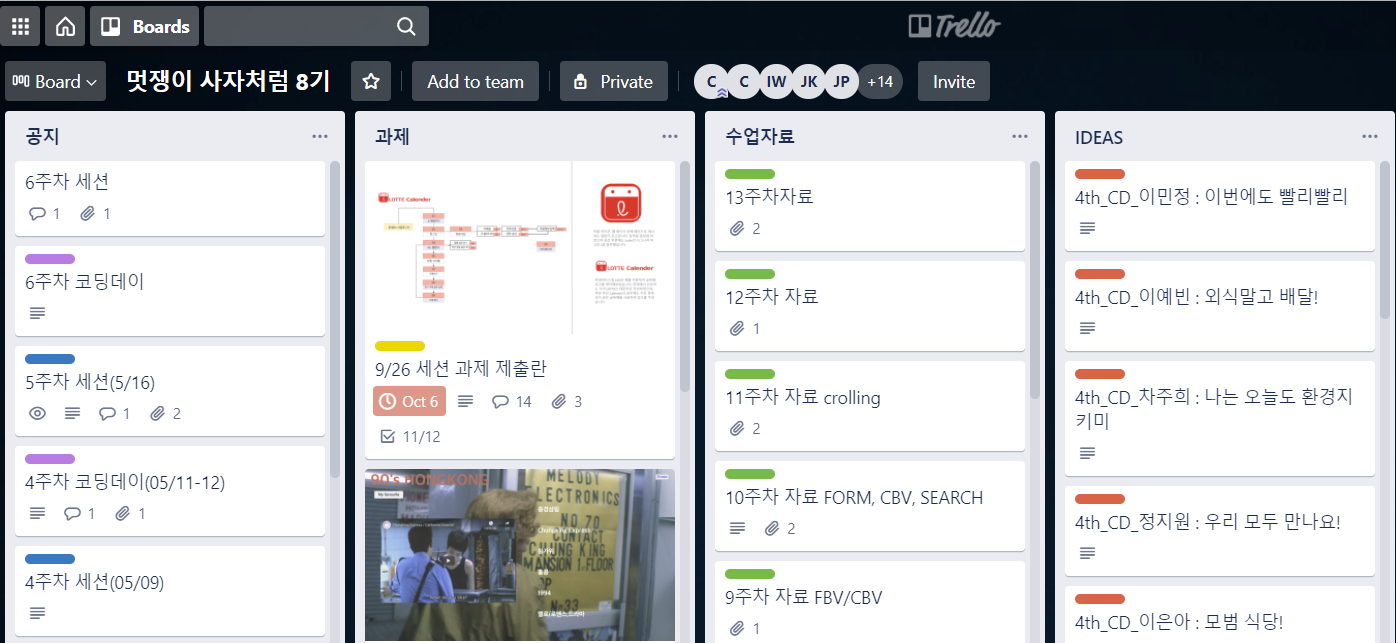 Boards
Trello
Board
멋쟁이 사자처럼 8기
Add to team
Private
C
C
IW
JK
JP
+14
Invite
공지
6주차 세션
1
1
6주차 코딩데이
5주차 세션(5/16)
1
2
4주차 코딩데이(05/11-12)
1
1
4주차 세션(05/09)
과제
LOTTE Calender
LOTTE Calender
9/26 세션 과제 제출란
Oct 6
14
3
11/12
90's HONGKONG
MELODY
ELECTRONICS
NO 70
CONTACT
CHUNG KING
MANSION 1.FLOOR
No.33
1994
수업자료
13주차자료
2
12주차 자료
1
11주차 자료 crolling
2
10주차 자료 FORM, CBV, SEARCH
2
9주차 자료 FBV/CBV
1
IDEAS
4th_CD_이민정 : 이번에도 빨리빨리
4th_CD_이예빈 : 외식말고 배달!
4th_CD_차주희 : 나는 오늘도 환경지
키미
4th_CD_정지원 : 우리 모두 만나요!
4th_CD_이은아 : 모범 식당!